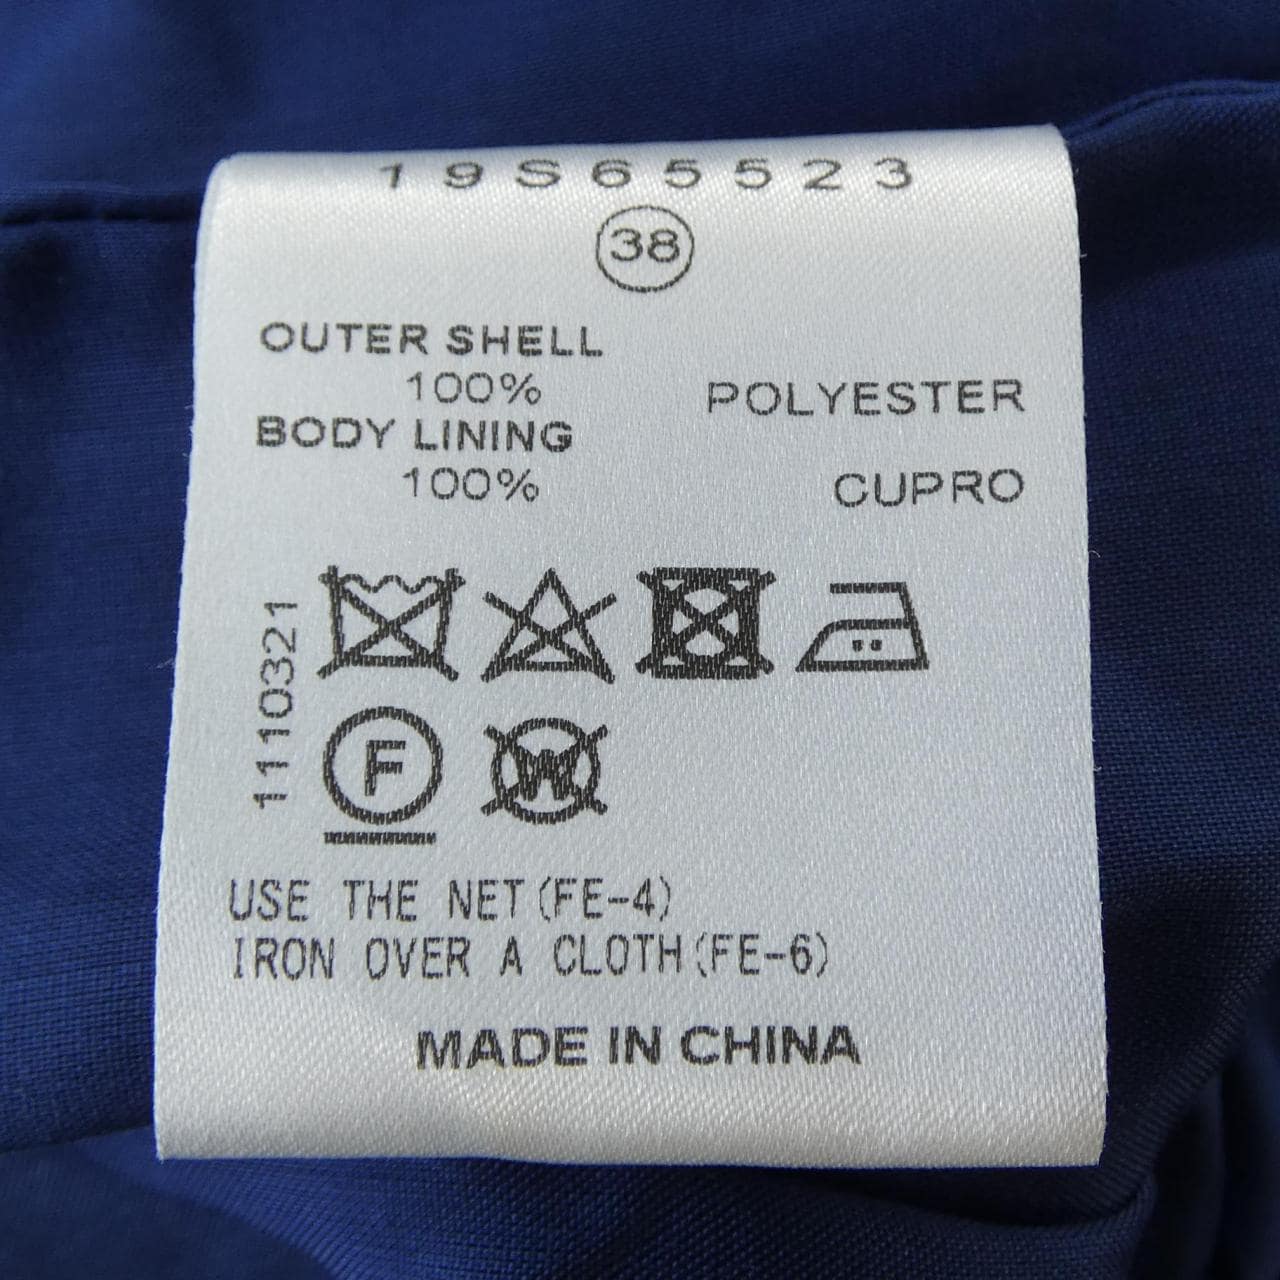 19S65523
38
OUTER SHELL
100% POLYESTER
BODY LINING
100% CUPRO
1110321
F
W
USE THE NET(FE-4)
IRON OVER A CLOTH(FE-6)
MADE IN CHINA